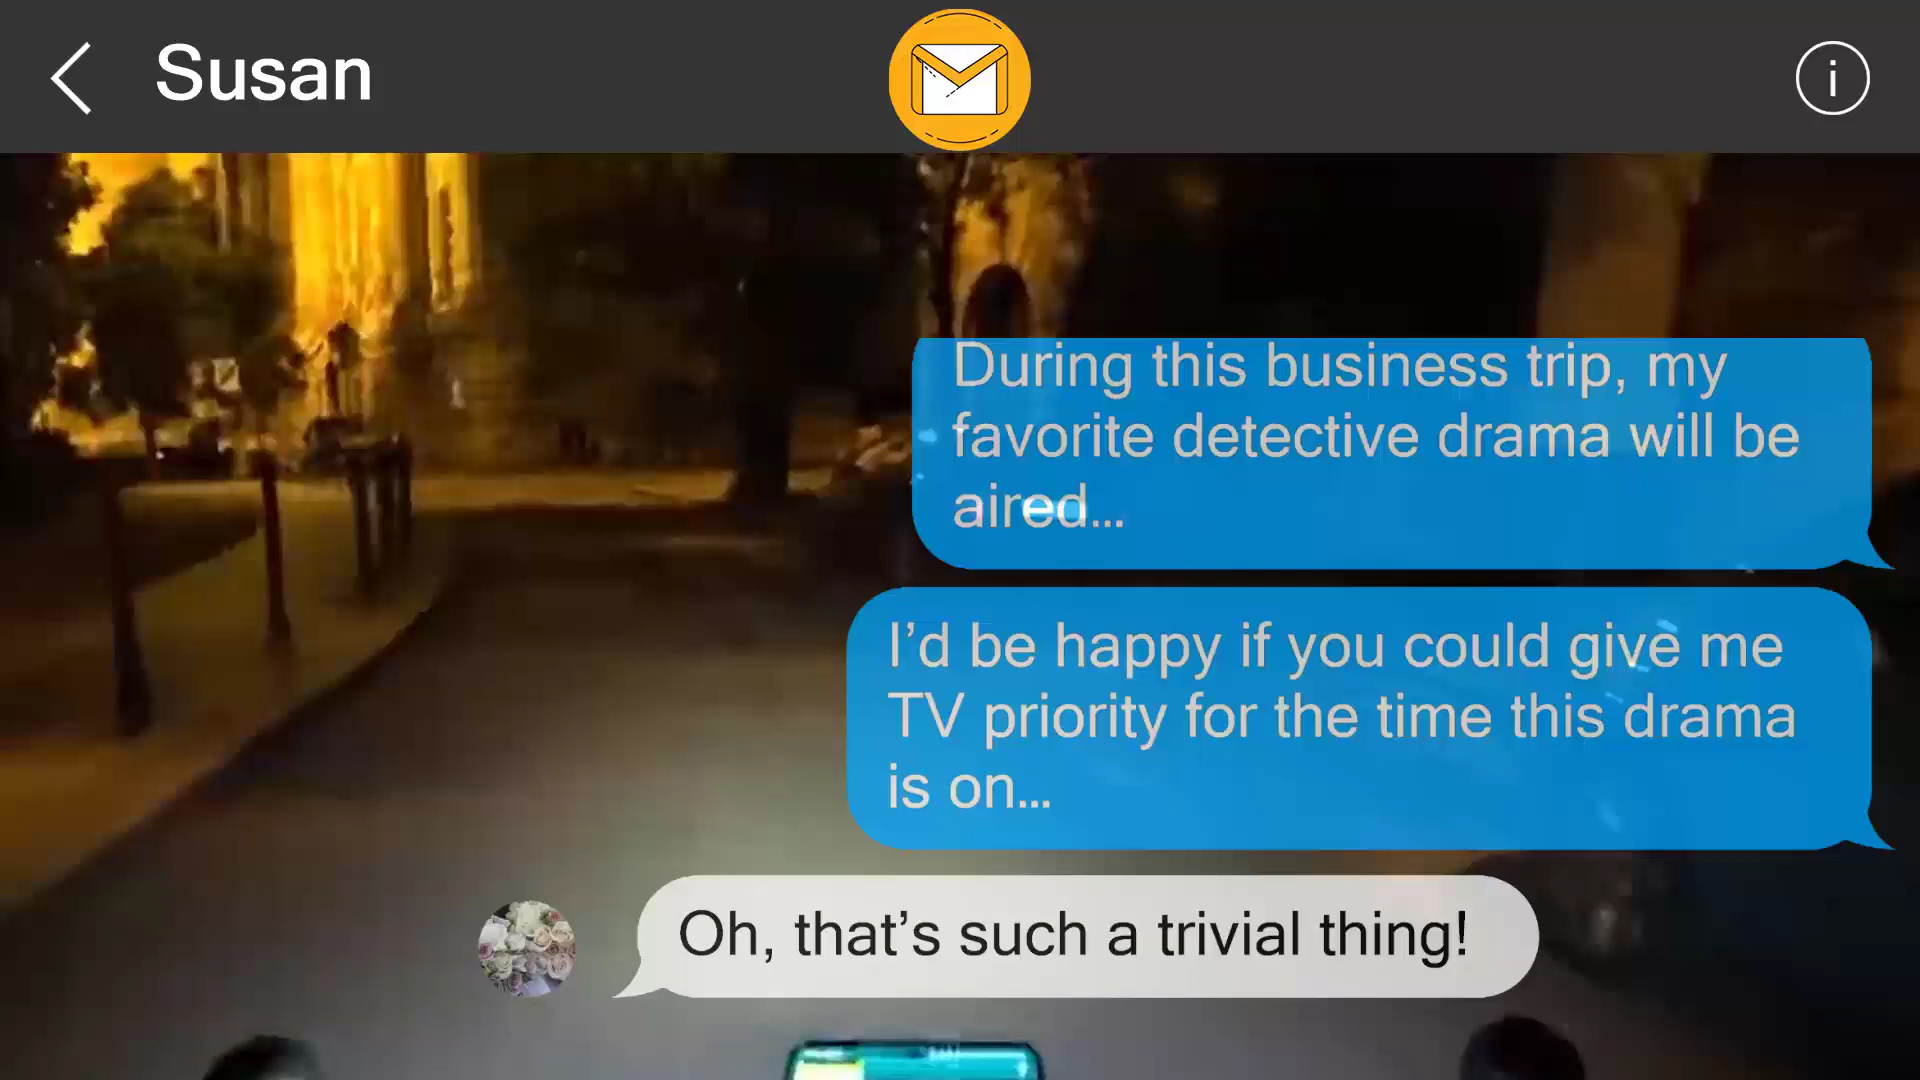 Susan
During this business trip, my
favorite detective drama will be
aired...
I’d be happy if you could give me
TV priority for the time this drama
is on...
Oh, that’s such a trivial thing!